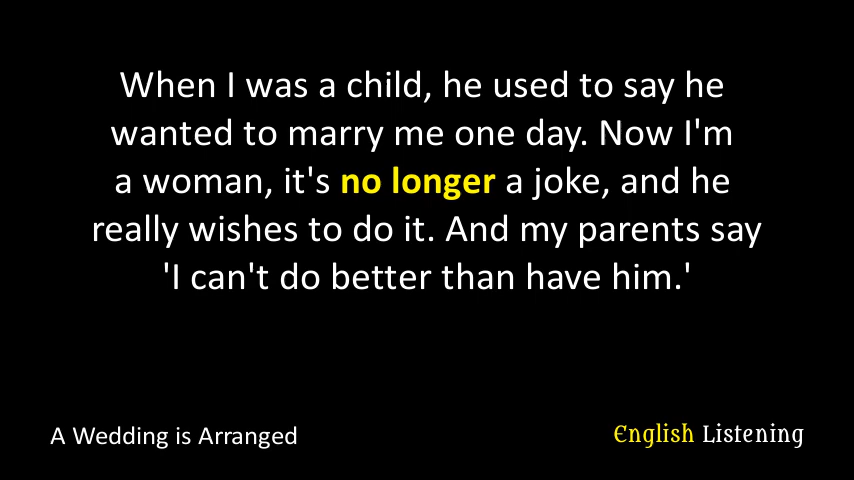 When I was a child, he used to say he
wanted to marry me one day. Now I'm
a woman, it's no longer a joke, and he
really wishes to do it. And my parents say
'I can't do better than have him.'
A Wedding is Arranged
English Listening